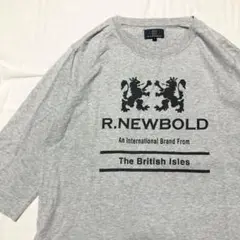 R.NEWBOLD
An International Brand From
The British Isles